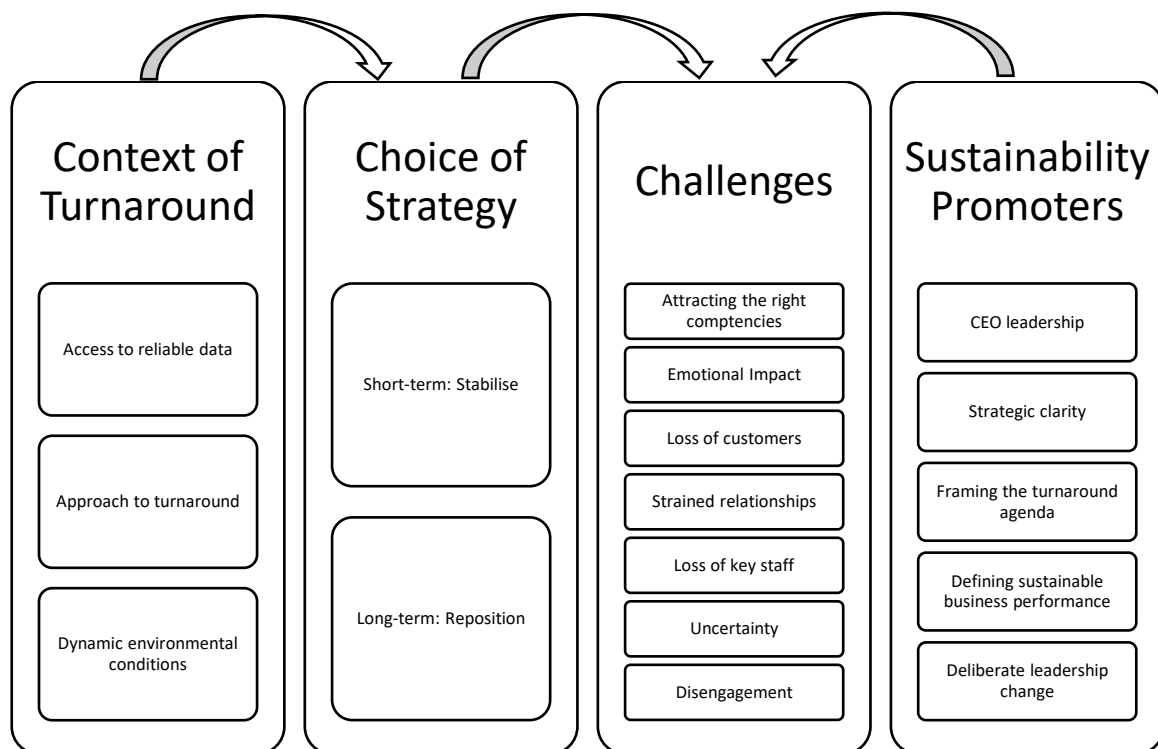 Context of
Turnaround
Access to reliable data
Approach to turnaround
Dynamic environmental
conditions
Choice of
Strategy
Short-term: Stabilise
Long-term: Reposition
Challenges
Attracting the right
comptencies
Emotional Impact
Loss of customers
Strained relationships
Loss of key staff
Uncertainty
Disengagement
Sustainability
Promoters
CEO leadership
Strategic clarity
Framing the turnaround
agenda
Defining sustainable
business performance
Deliberate leadership
change